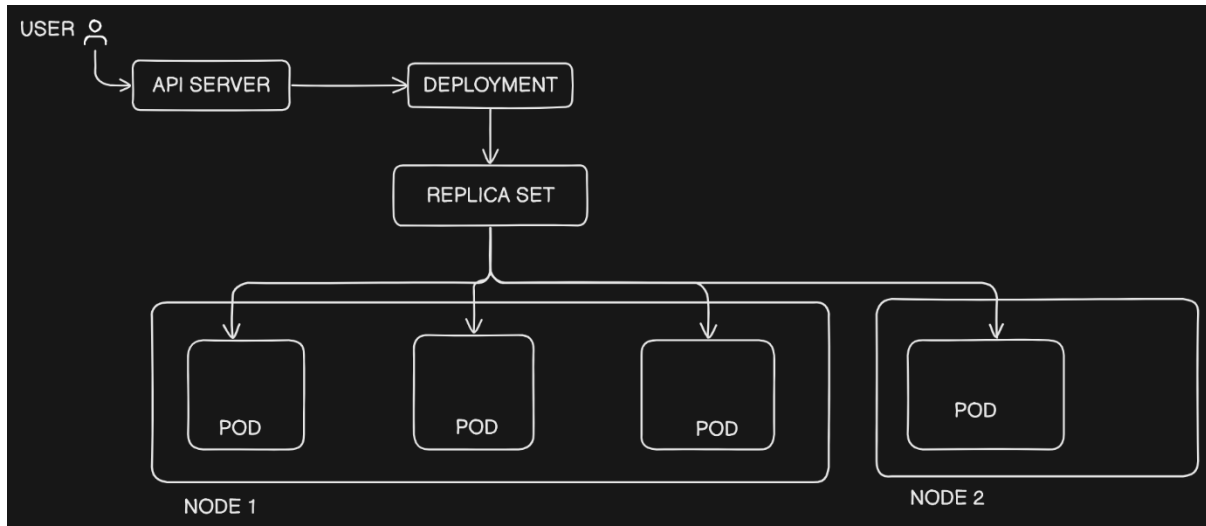 USER
API SERVER
DEPLOYMENT
REPLICA SET
POD
POD
POD
POD
NODE 1
NODE 2